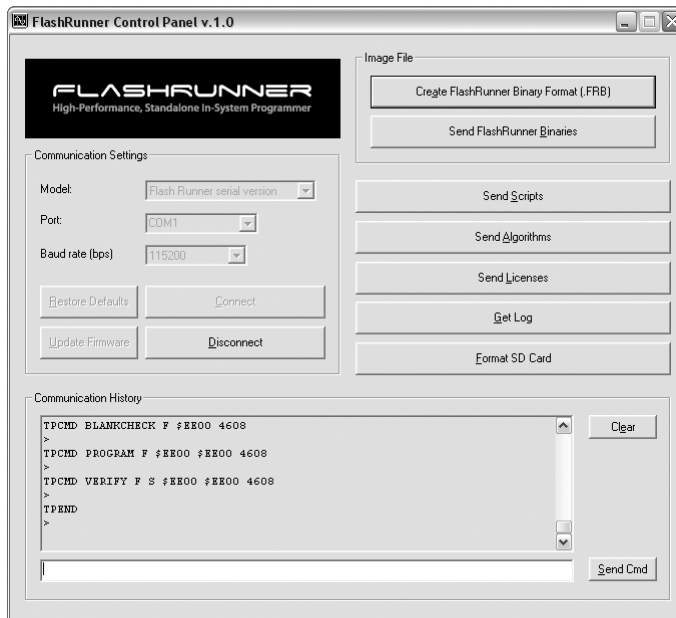 FlashRunner Control Panel v.1.0
FLASHRUNNER
High-Performance, Standalone In-System Programmer
Image File
Create FlashRunner Binary Format (.FRB)
Send FlashRunner Binaries
Communication Settings
Model:
Flash Runner serial version
Port:
COM1
Baud rate (bps)
115200
Restore Defaults
Connect
Update Firmware
Disconnect
Send Scripts
Send Algorithms
Send Licenses
Get Log
Format SD Card
Communication History
TPCMD BLANKCHECK F $EE00 4608
>
TPCMD PROGRAM F $EE00 $EE00 4608
>
TPCMD VERIFY F S $EE00 $EE00 4608
>
TPEND
>
Clear
Send Cmd